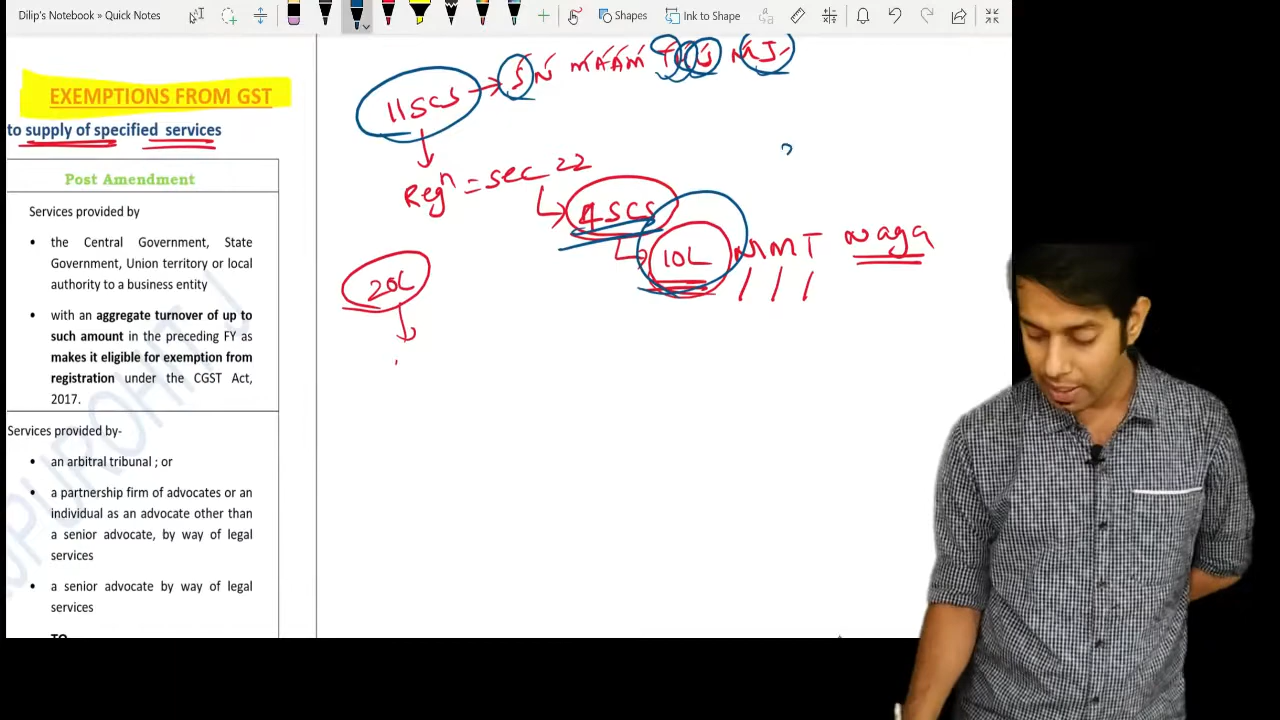 Dilip's Notebook » Quick Notes
Shapes
Ink to Shape
EXEMPTIONS FROM GST
to supply of specified services
Post Amendment
Services provided by
• the Central Government, State
Government, Union territory or local
authority to a business entity
• with an aggregate turnover of up to
such amount in the preceding FY as
makes it eligible for exemption from
registration under the CGST Act,
2017.
Services provided by-
• an arbitral tribunal ; or
• a partnership firm of advocates or an
individual as an advocate other than
a senior advocate, by way of legal
services
• a senior advocate by way of legal
services
TO
11SCS → SN MAAM
Regn = sec 22
4SCS
10L MMT Naga
20L